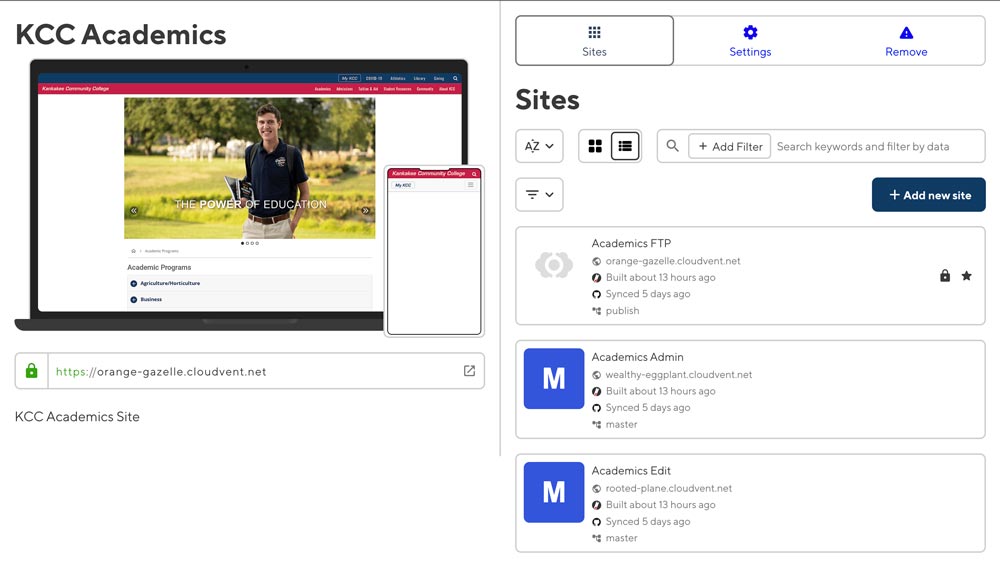 KCC Academics
My KCC COVID-19 Athletics Library Giving
Kankakee Community College
Academics Admissions Tuition & Aid Student Resources Community About KCC
THE POWER OF EDUCATION
Academic Programs
Academic Programs
Agriculture/Horticulture
Business
Kankakee Community College
My KCC
https://orange-gazelle.cloudvent.net
KCC Academics Site
Sites
Settings
Remove
Sites
AZ
+ Add Filter
Search keywords and filter by data
+ Add new site
Academics FTP
orange-gazelle.cloudvent.net
Built about 13 hours ago
Synced 5 days ago
publish
M
Academics Admin
wealthy-eggplant.cloudvent.net
Built about 13 hours ago
Synced 5 days ago
master
M
Academics Edit
rooted-plane.cloudvent.net
Built about 13 hours ago
Synced 5 days ago
master